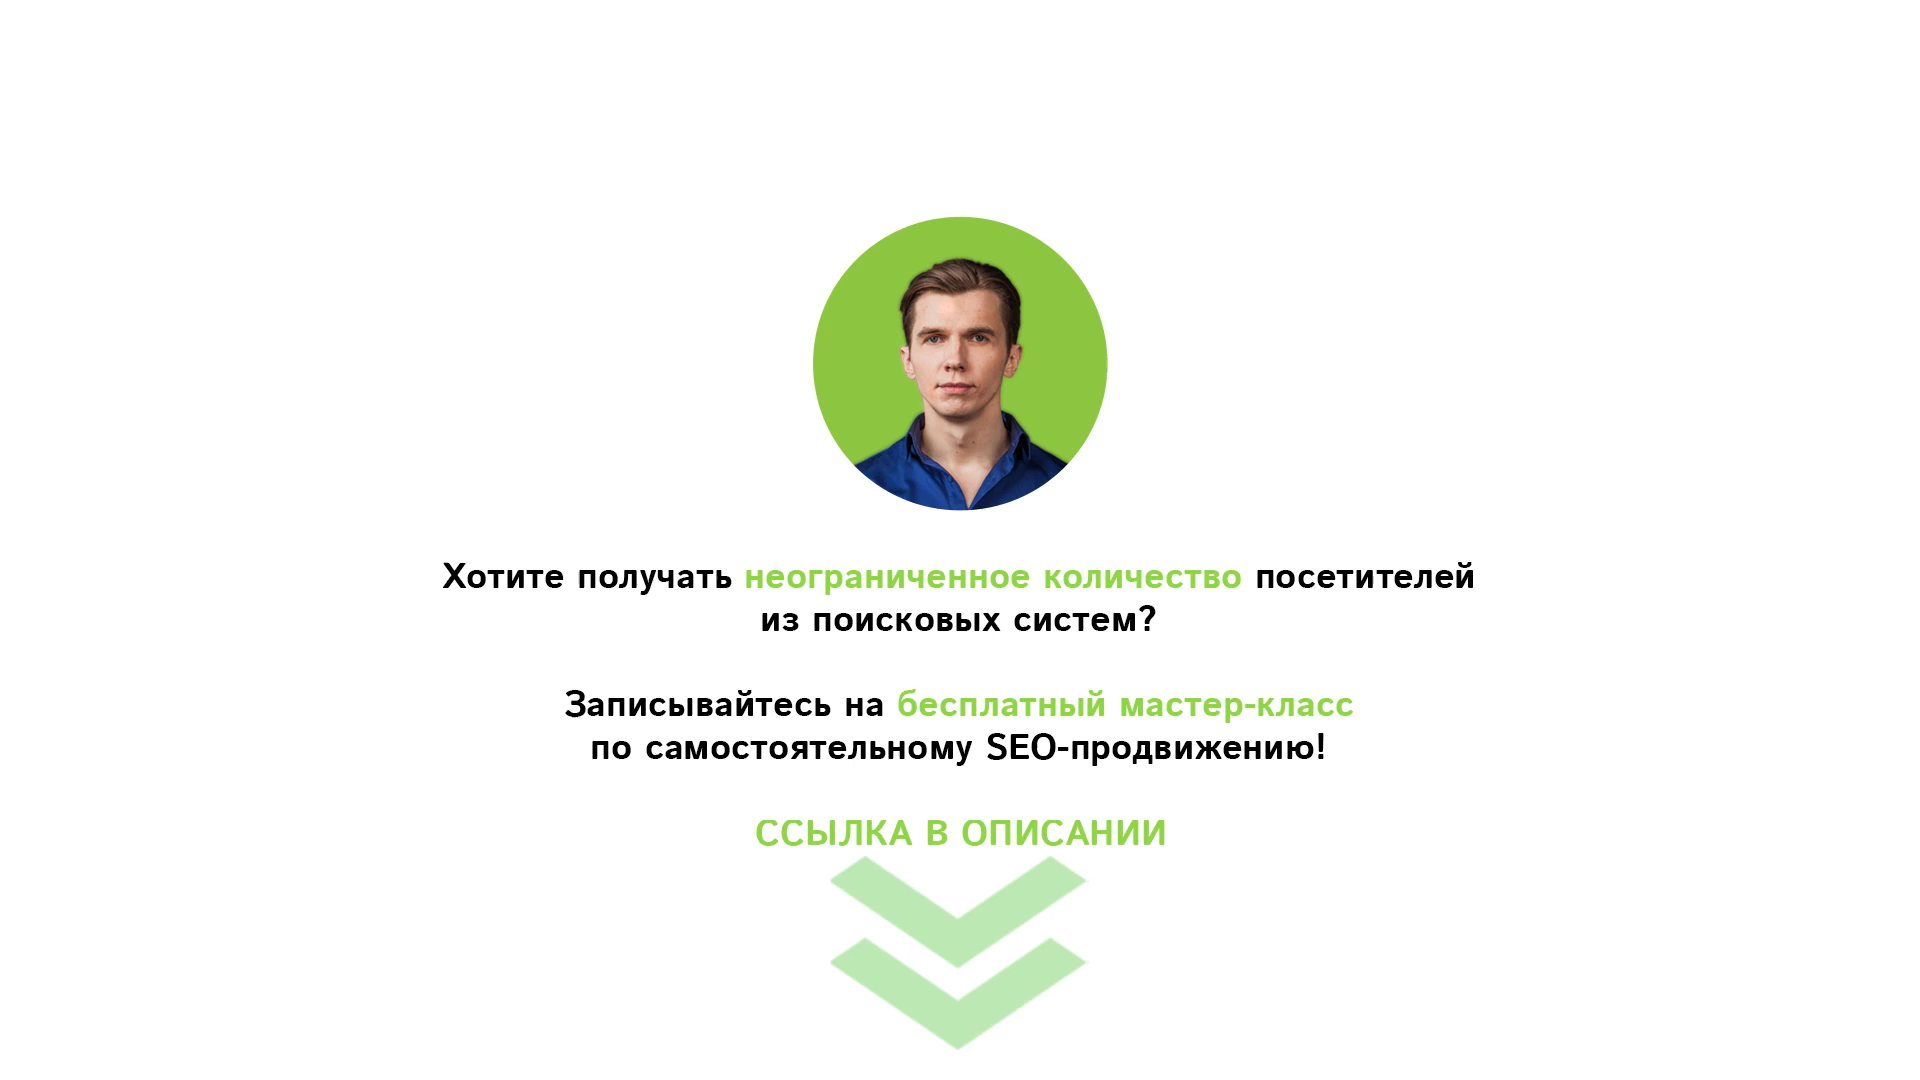 Хотите получать неограниченное количество посетителей
из поисковых систем?
Записывайтесь на бесплатный мастер-класс
по самостоятельному SEO-продвижению!
ССЫЛКА В ОПИСАНИИ